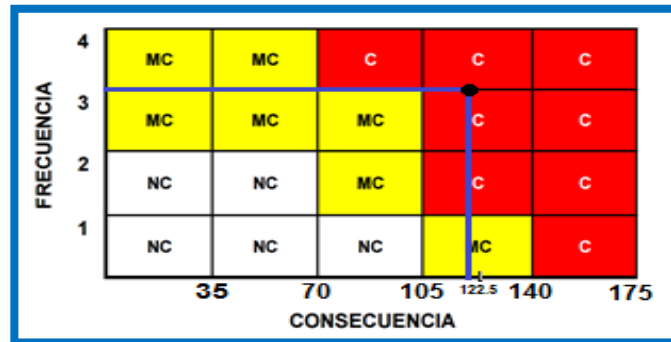 4
MC MC C C C
3
MC MC MC C C
2
NC NC MC C C
1
NC NC NC MC C
FRECUENCIA
35 70 105 122.5 140 175
CONSECUENCIA